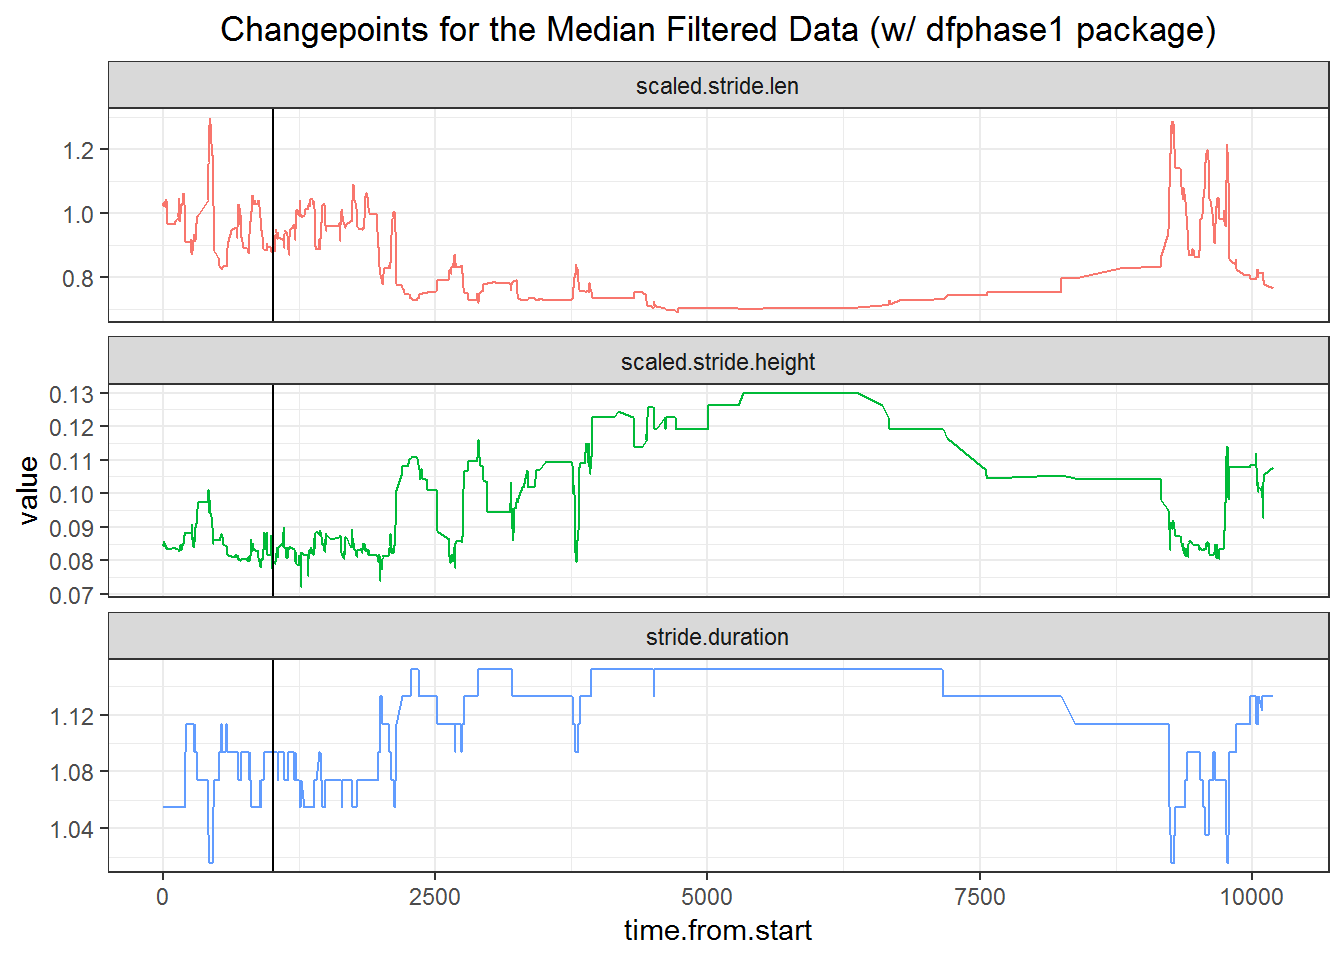 Changepoints for the Median Filtered Data (w/ dfphase1 package)
scaled.stride.len
1.2
1.0
0.8
scaled.stride.height
0.13
0.12
0.11
0.10
0.09
0.08
0.07
value
stride.duration
1.12
1.08
1.04
0 2500 5000 7500 10000
time.from.start